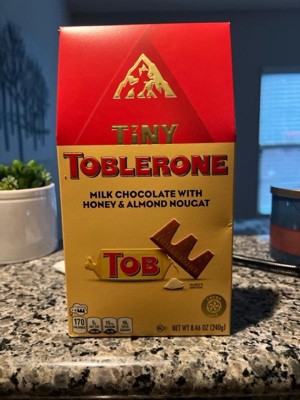 TiNY
TOBLERONE
MILK CHOCOLATE WITH
HONEY & ALMOND NOUGAT
TOB
170
NET WT 8.46 OZ (240g)